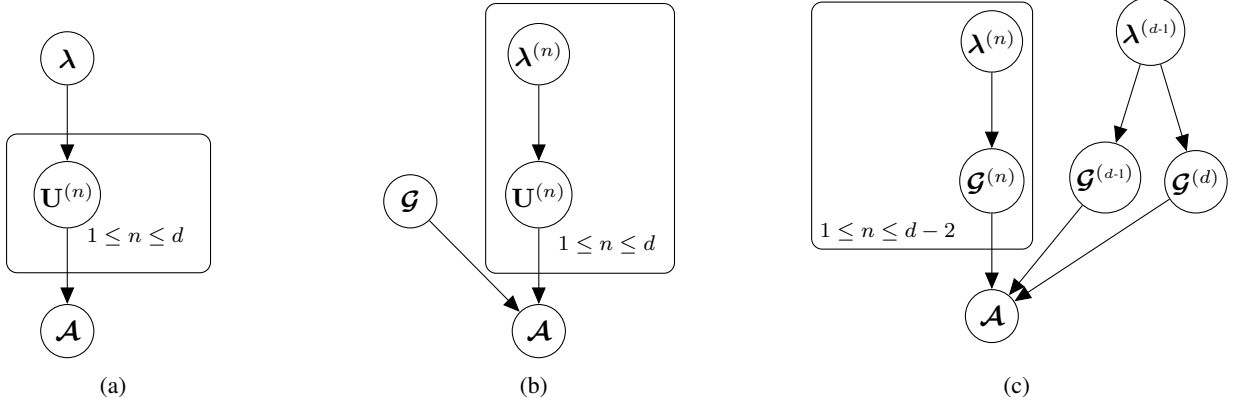 λ
U^(n)
1 ≤ n ≤ d
A
(a)
λ^(n)
G
U^(n)
1 ≤ n ≤ d
A
(b)
λ^(n)
λ^(d-1)
G^(n)
G^(d-1)
G^(d)
1 ≤ n ≤ d − 2
A
(c)